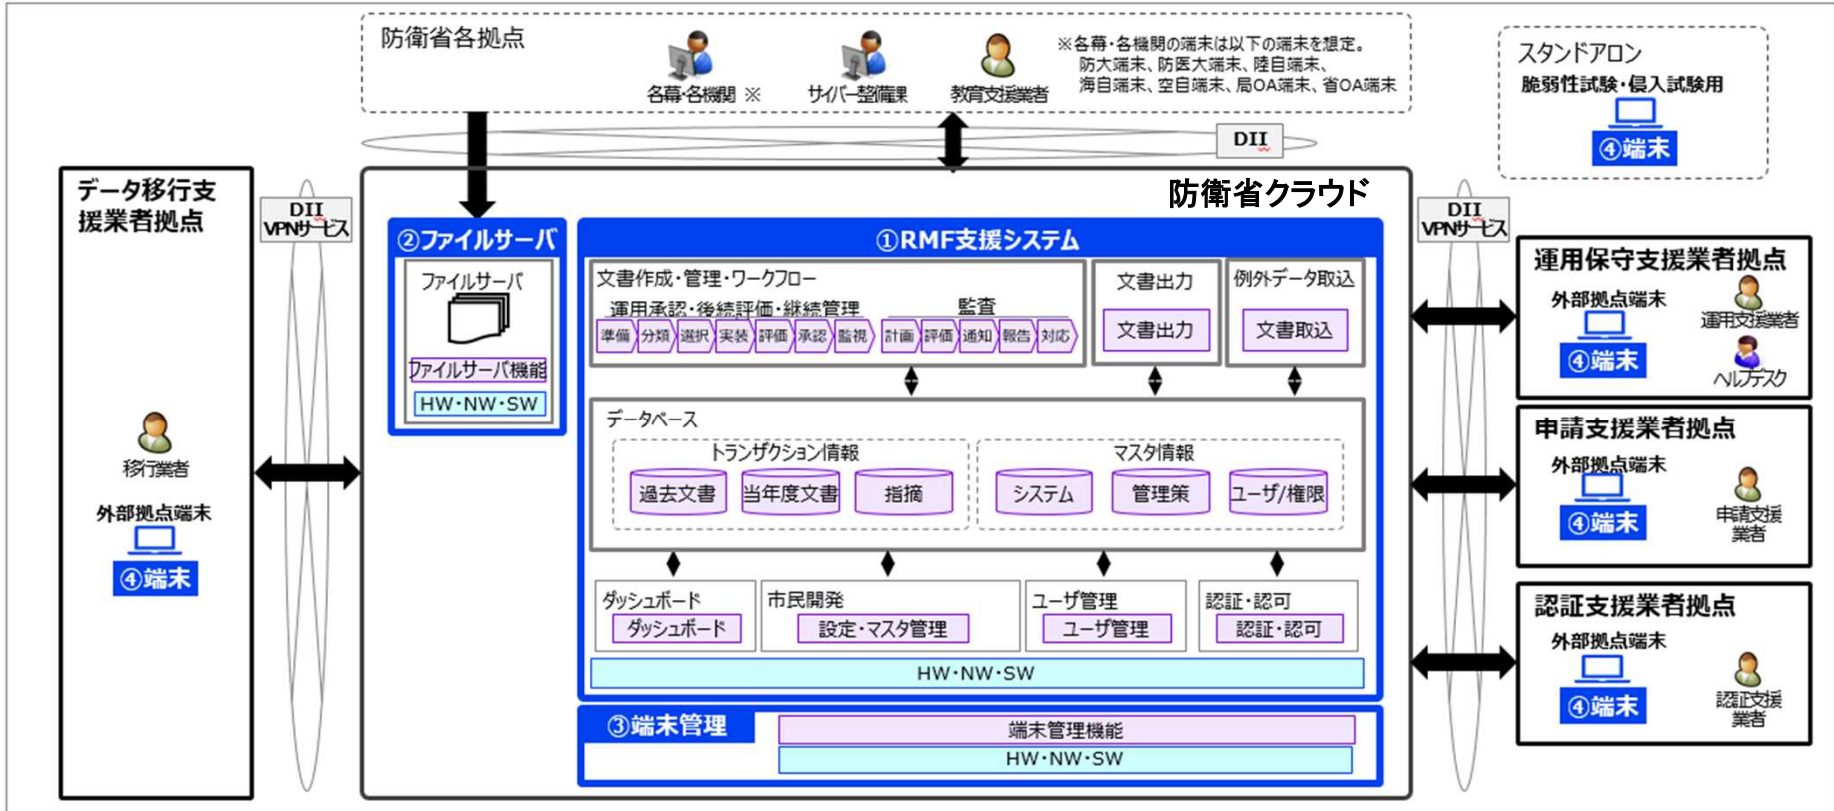 防衛省各拠点
各幕・各機関 ※
サイバー整備課
教育支援業者
※各幕・各機関の端末は以下の端末を想定。
防大端末、防医大端末、陸自端末、
海自端末、空自端末、局OA端末、省OA端末
スタンドアロン
脆弱性試験・侵入試験用
④端末
DII
データ移行支
援業者拠点
移行業者
外部拠点端末
④端末
DII
VPNサービス
防衛省クラウド
②ファイルサーバ
ファイルサーバ
ファイルサーバ機能
HW・NW・SW
①RMF支援システム
文書作成・管理・ワークフロー
運用承認・後続評価・継続管理
準備
分類
選択
実装
評価
承認
監視
監査
計画
評価
通知
報告
対応
文書出力
文書出力
例外データ取込
文書取込
データベース
トランザクション情報
過去文書
当年度文書
指摘
マスタ情報
システム
管理策
ユーザ/権限
ダッシュボード
ダッシュボード
市民開発
設定・マスタ管理
ユーザ管理
ユーザ管理
認証・認可
認証・認可
HW・NW・SW
③端末管理
端末管理機能
HW・NW・SW
DII
VPNサービス
運用保守支援業者拠点
外部拠点端末
④端末
運用支援業者
ヘルプデスク
申請支援業者拠点
外部拠点端末
④端末
申請支援
業者
認証支援業者拠点
外部拠点端末
④端末
認証支援
業者